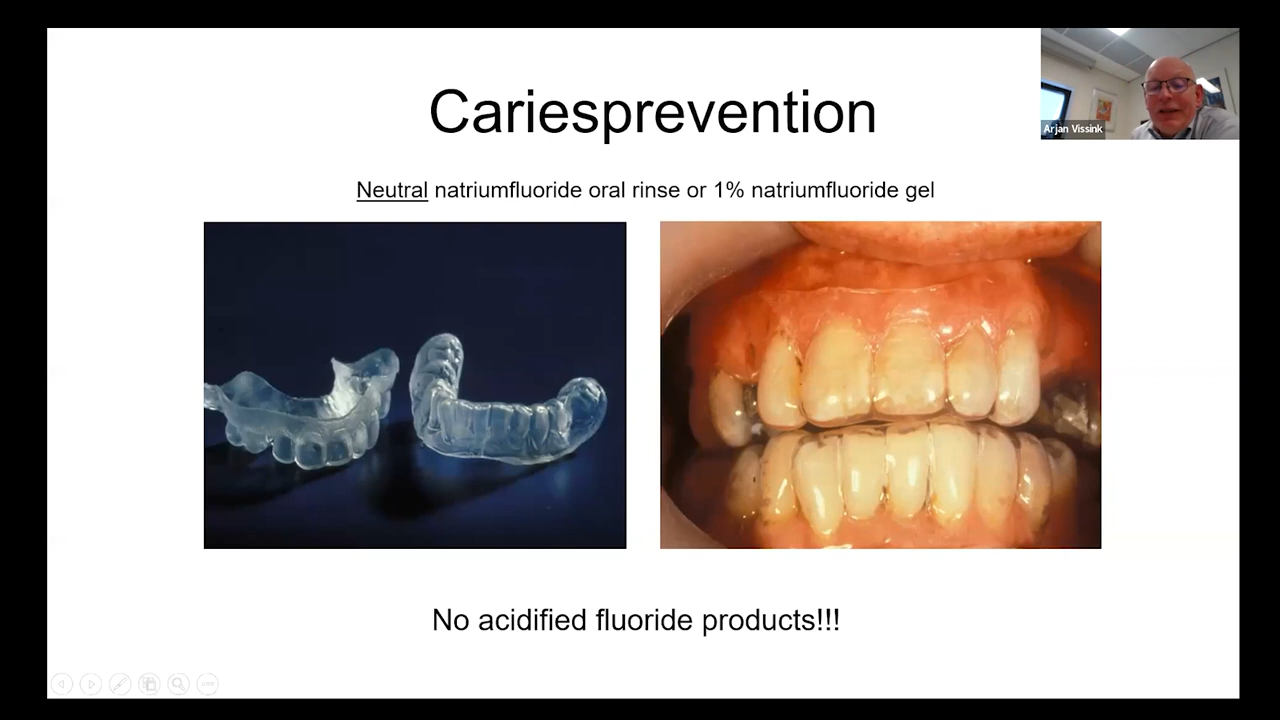 Cariesprevention
Arjan Vissink
Neutral natriumfluoride oral rinse or 1% natriumfluoride gel
No acidified fluoride products!!!